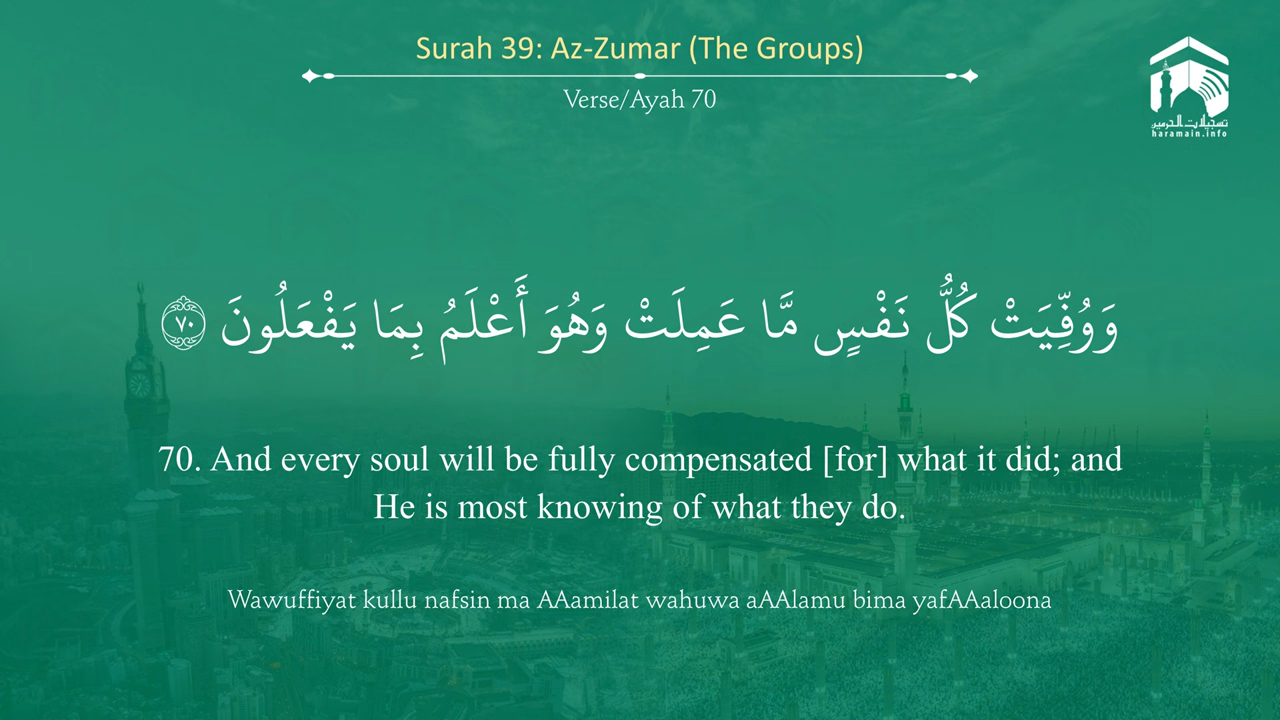 Surah 39: Az-Zumar (The Groups)
Verse/Ayah 70
تسجيلات الحرمين
haramain.info
وَوُفِّيَتْ كُلُّ نَفْسٍ مَّا عَمِلَتْ وَهُوَ أَعْلَمُ بِمَا يَفْعَلُونَ ٧٠
70. And every soul will be fully compensated [for] what it did; and
He is most knowing of what they do.
Wawuffiyat kullu nafsin ma AAamilat wahuwa aAAlamu bima yafAAaloona